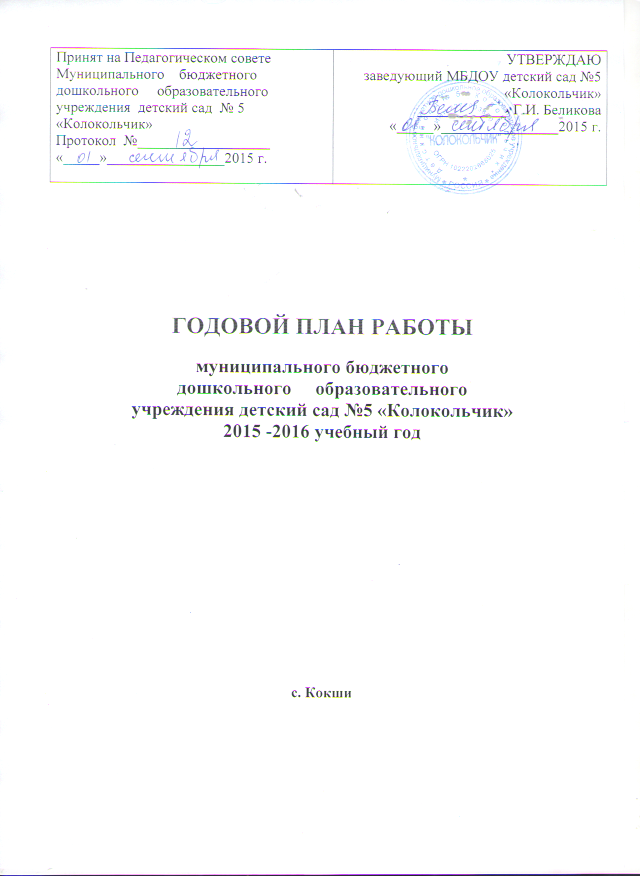 Принят на Педагогическом совете
Муниципального бюджетного
дошкольного образовательного
учреждения детский сад № 5
«Колокольчик»
Протокол № 12
«01» сентября 2015 г.
УТВЕРЖДАЮ
заведующий МБДОУ детский сад №5
«Колокольчик»
Г.И. Беликова
«01» сентября 2015 г.
КОЛОКОЛЬЧИК
ГОДОВОЙ ПЛАН РАБОТЫ
муниципального бюджетного
дошкольного образовательного
учреждения детский сад №5 «Колокольчик»
2015 -2016 учебный год
с. Кокши